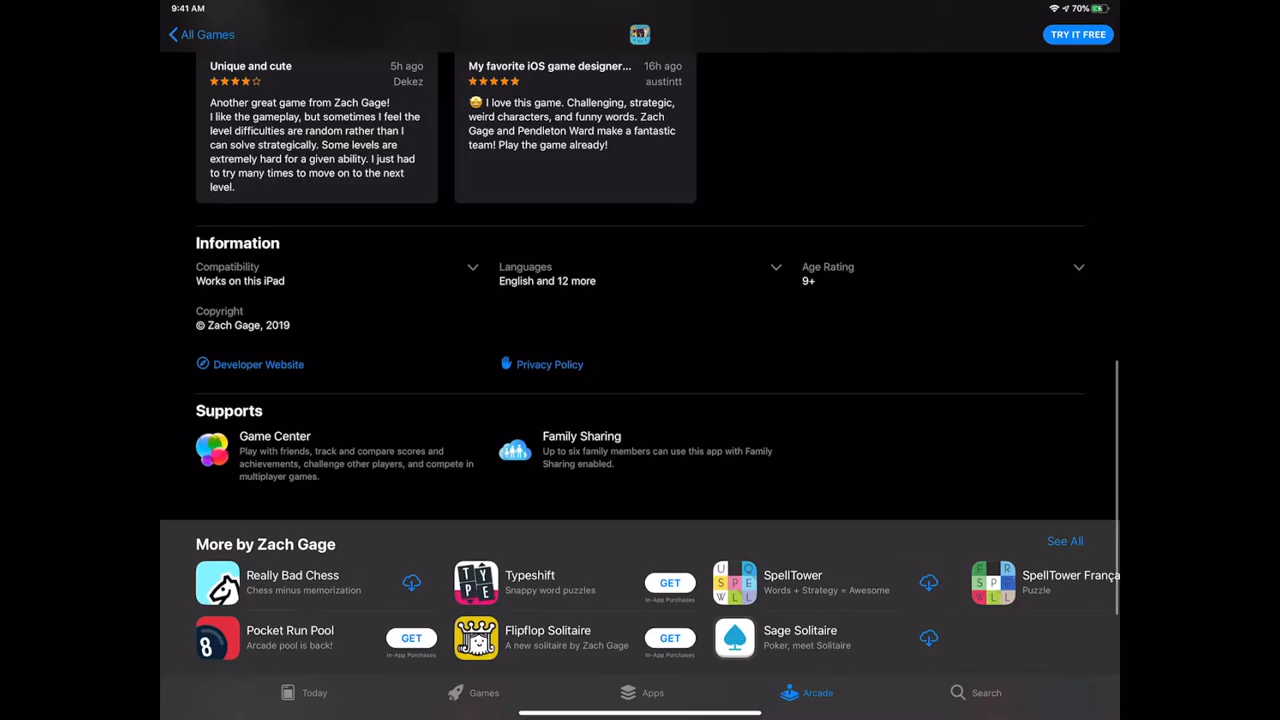 9:41 AM
70%
All Games
TRY IT FREE
Unique and cute
5h ago
Dekez
Another great game from Zach Gage!
I like the gameplay, but sometimes I feel the
level difficulties are random rather than I
can solve strategically. Some levels are
extremely hard for a given ability. I just had
to try many times to move on to the next
level.
My favorite iOS game designer...
16h ago
austintt
🤩 I love this game. Challenging, strategic,
weird characters, and funny words. Zach
Gage and Pendleton Ward make a fantastic
team! Play the game already!
Information
Compatibility
Works on this iPad
Languages
English and 12 more
Age Rating
9+
Copyright
© Zach Gage, 2019
Developer Website
Privacy Policy
Supports
Game Center
Play with friends, track and compare scores and
achievements, challenge other players, and compete in
multiplayer games.
Family Sharing
Up to six family members can use this app with Family
Sharing enabled.
More by Zach Gage
See All
Really Bad Chess
Chess minus memorization
TYPE
Typeshift
Snappy word puzzles
GET
In-App Purchases
U Q
S P E
W L L
SpellTower
Words + Strategy = Awesome
F R
S P E
W L L
SpellTower França
Puzzle
8
Pocket Run Pool
Arcade pool is back!
GET
In-App Purchases
Flipflop Solitaire
A new solitaire by Zach Gage
GET
In-App Purchases
Sage Solitaire
Poker, meet Solitaire
Today
Games
Apps
Arcade
Search